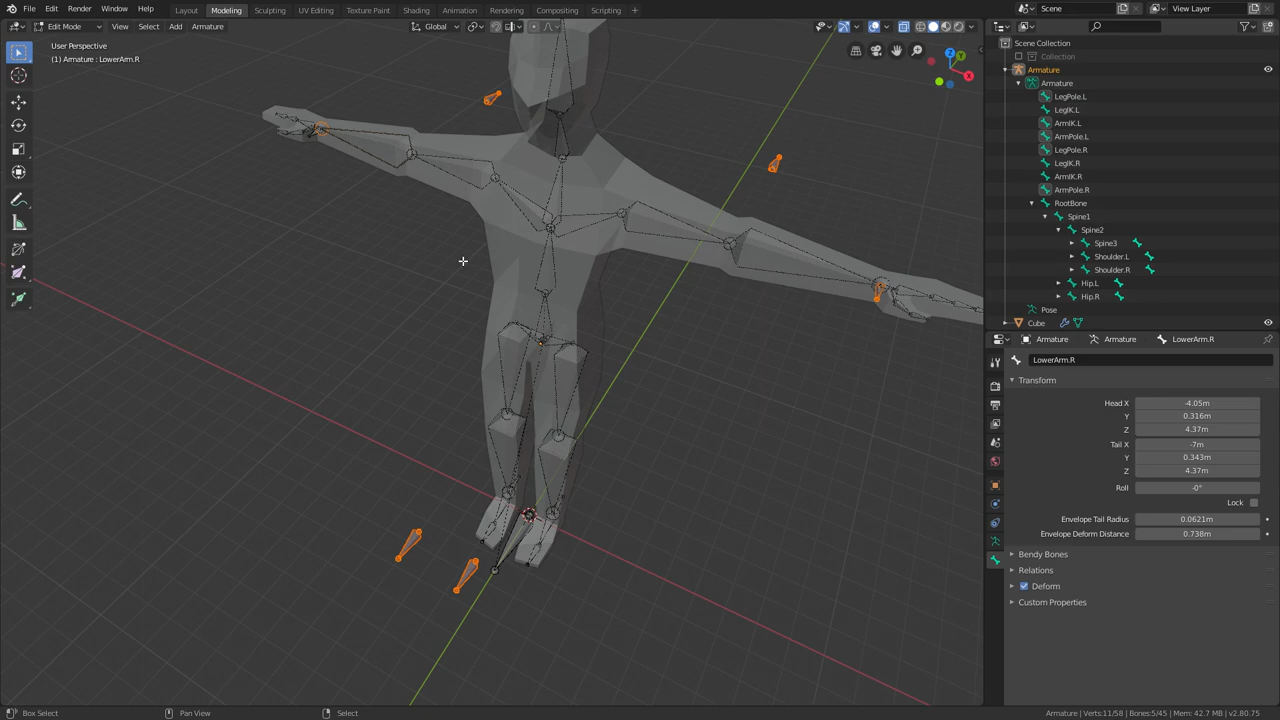 File Edit Render Window Help Layout Modeling Sculpting UV Editing Texture Paint Shading Animation Rendering Compositing Scripting + Scene View Layer
Edit Mode View Select Add Armature Global
User Perspective
(1) Armature : LowerArm.R
Z
Y
X
Scene Collection
Collection
Armature
Armature
LegPole.L
LegIK.L
ArmIK.L
ArmPole.L
LegPole.R
LegIK.R
ArmIK.R
ArmPole.R
RootBone
Spine1
Spine2
Spine3
Shoulder.L
Shoulder.R
Hip.L
Hip.R
Pose
Cube
Armature Armature LowerArm.R
LowerArm.R
Transform
Head X -4.05m
Y 0.316m
Z 4.37m
Tail X -7m
Y 0.343m
Z 4.37m
Roll -0°
Lock
Envelope Tail Radius 0.0621m
Envelope Deform Distance 0.738m
Bendy Bones
Relations
Deform
Custom Properties
Box Select Pan View Select Armature | Verts:11/58 | Bones:5/45 | Mem: 42.7 MB | v2.80.75